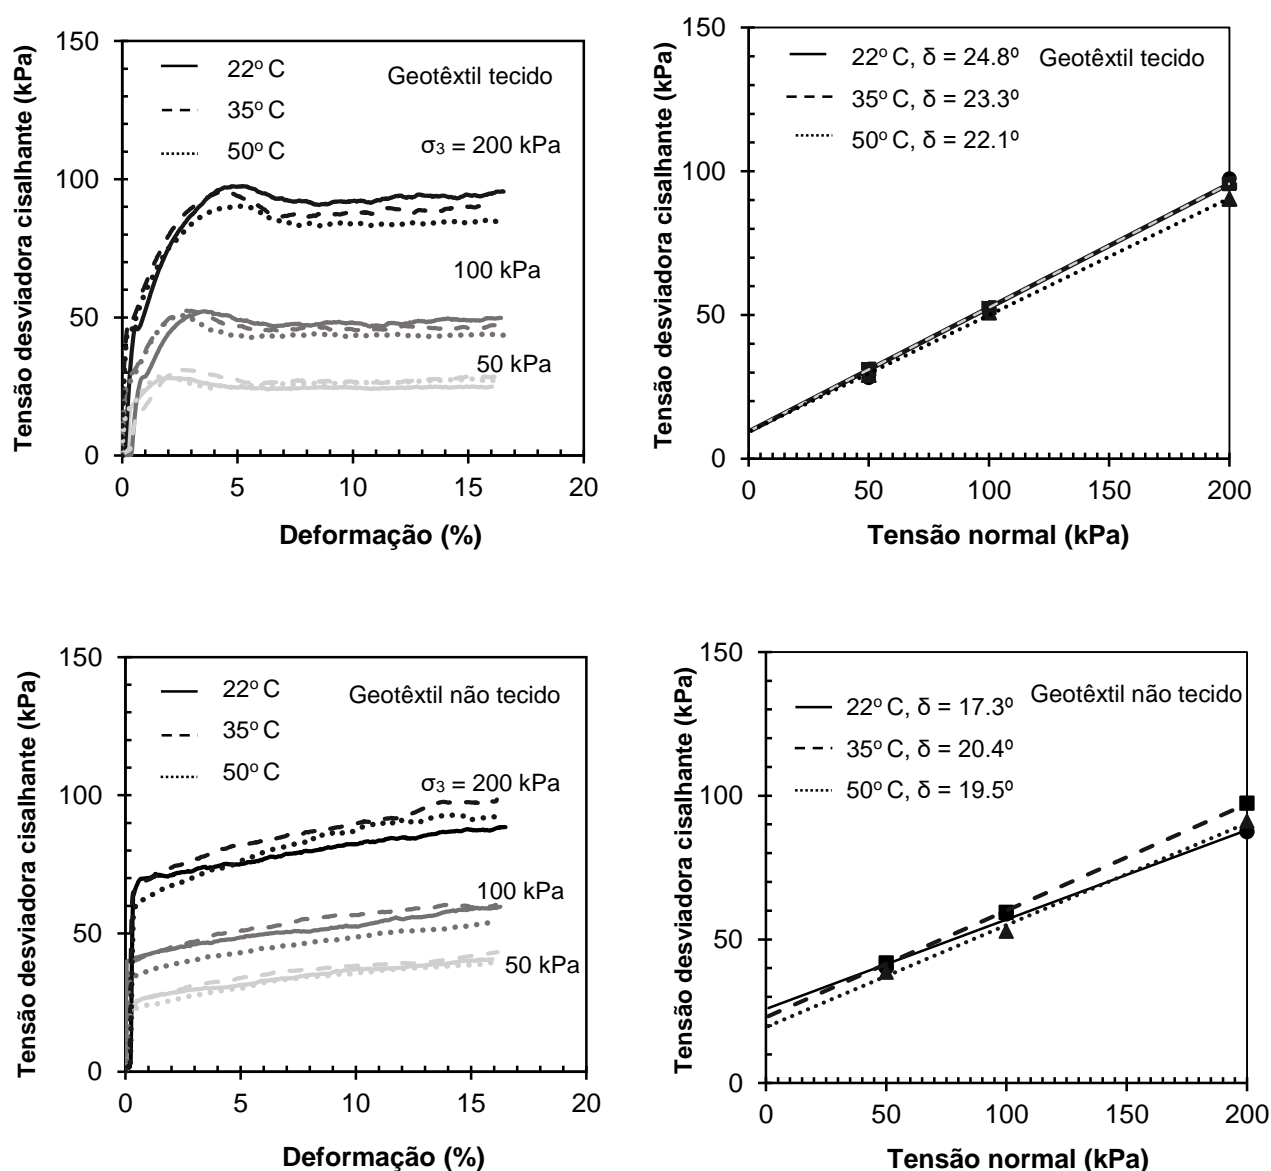 150
100
50
0
Tensão desviadora cisalhante (kPa)
22º C
35º C
50º C
Geotêxtil tecido
σ3 = 200 kPa
100 kPa
50 kPa
0
5
10
15
20
Deformação (%)
150
100
50
0
Tensão desviadora cisalhante (kPa)
22º C, δ = 24.8º
35º C, δ = 23.3º
50º C, δ = 22.1º
Geotêxtil tecido
0
50
100
150
200
Tensão normal (kPa)
150
100
50
0
Tensão desviadora cisalhante (kPa)
22º C
35º C
50º C
Geotêxtil não tecido
σ3 = 200 kPa
100 kPa
50 kPa
0
5
10
15
20
Deformação (%)
150
100
50
0
Tensão desviadora cisalhante (kPa)
Geotêxtil não tecido
22º C, δ = 17.3º
35º C, δ = 20.4º
50º C, δ = 19.5º
0
50
100
150
200
Tensão normal (kPa)